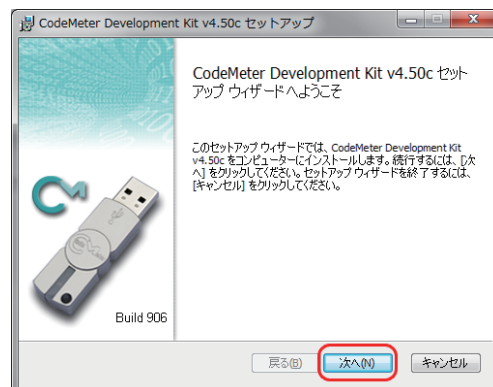 CodeMeter Development Kit v4.50c セットアップ
CodeMeter Development Kit v4.50c セット
アップ ウィザードへようこそ
このセットアップ ウィザードでは、CodeMeter Development Kit
v4.50c をコンピューターにインストールします。続行するには、[次
へ] をクリックしてください。セットアップ ウィザードを終了するには、
[キャンセル] をクリックしてください。
Build 906
戻る(B)
次へ(N)
キャンセル